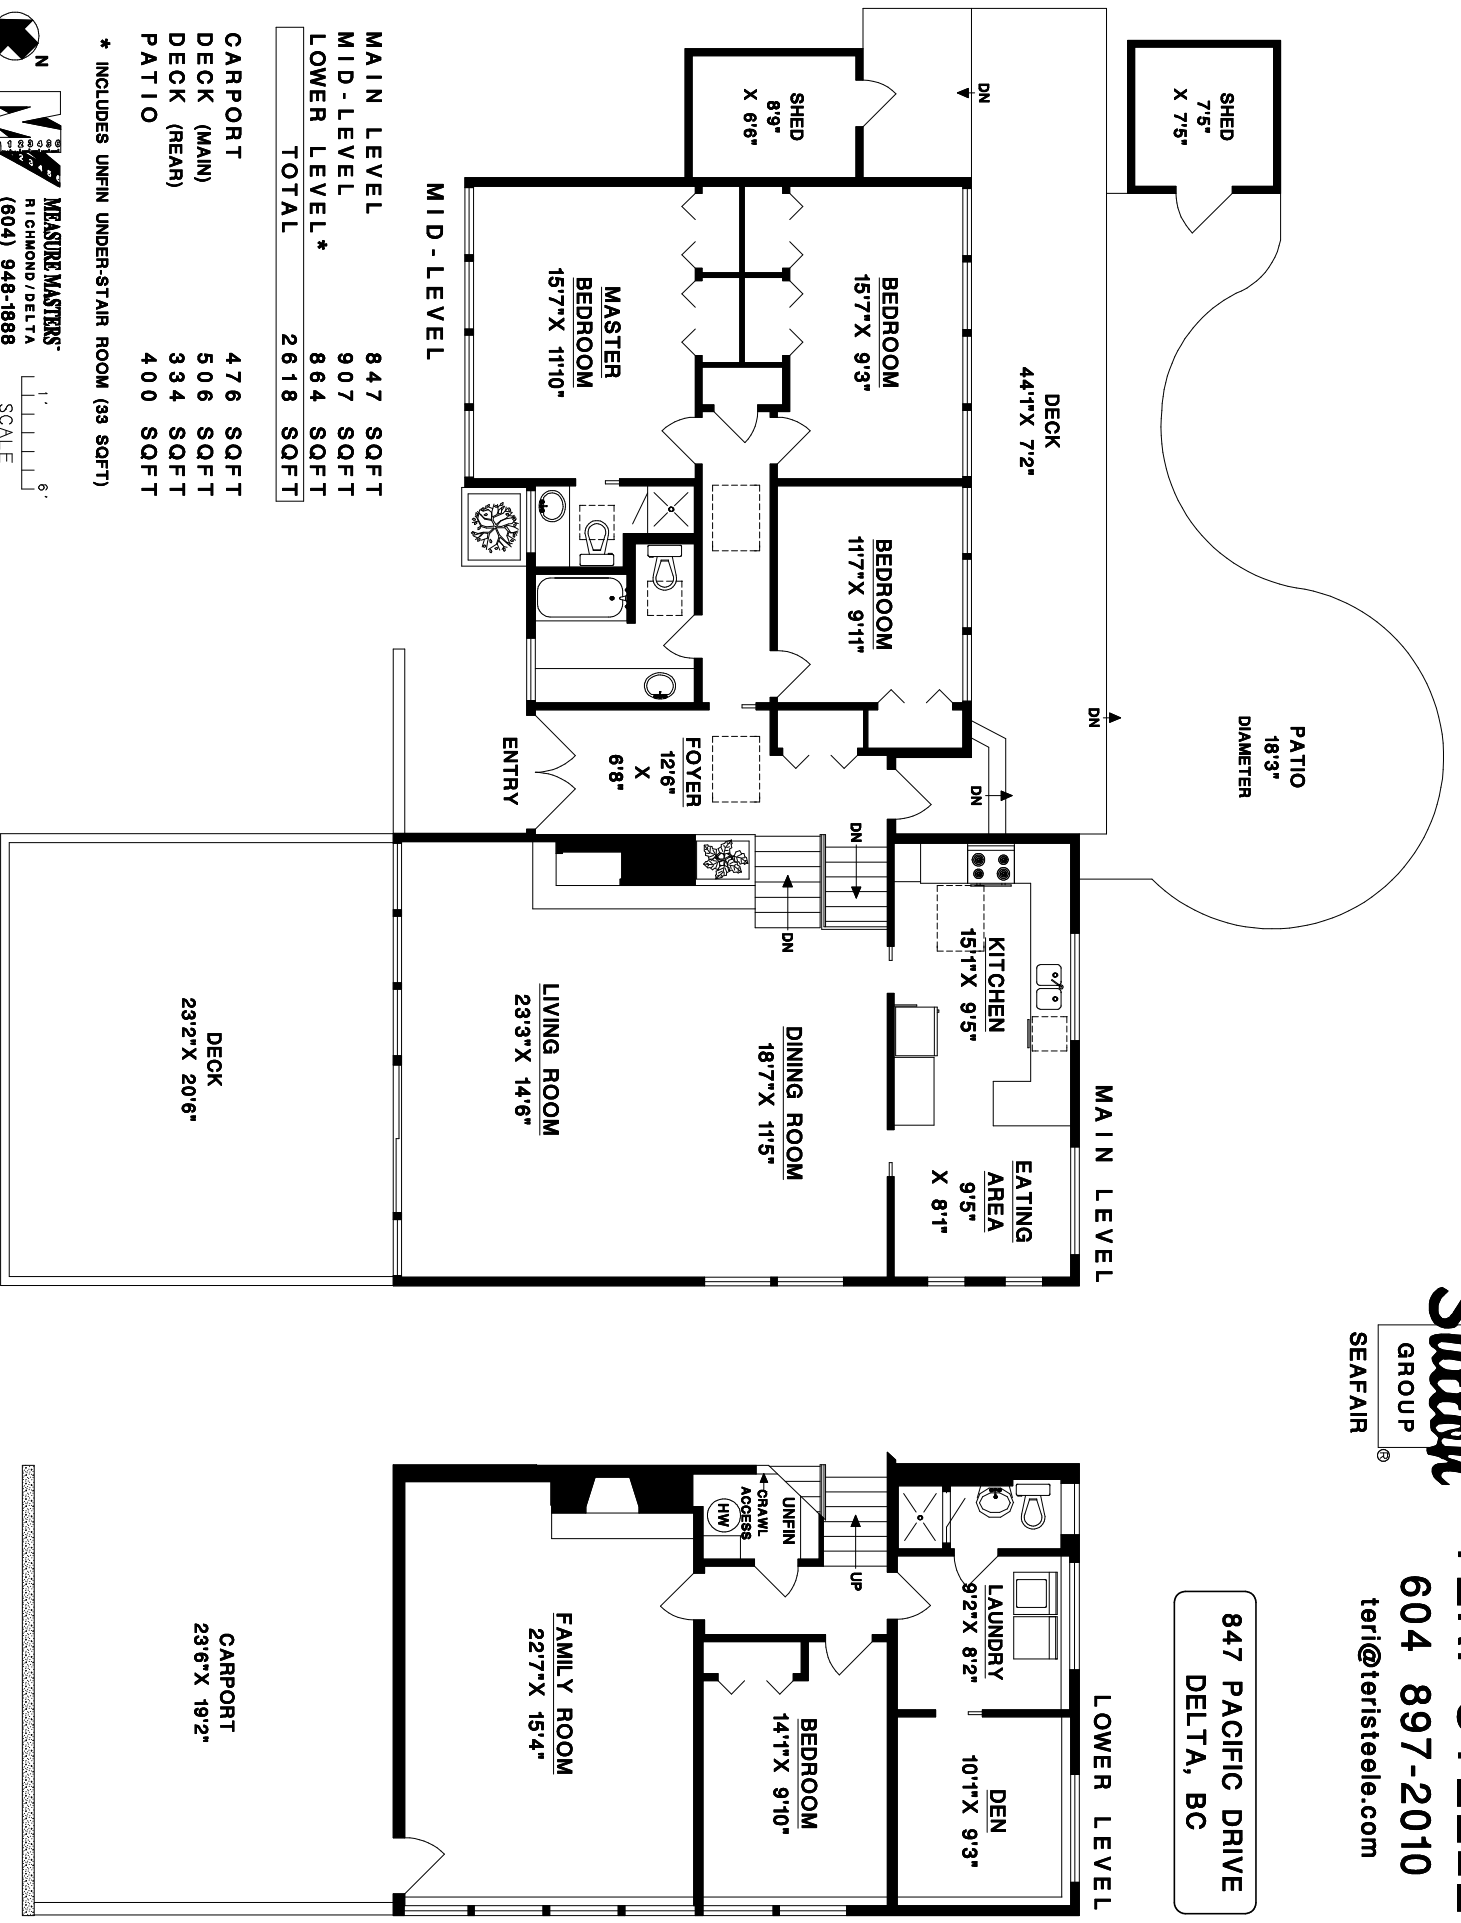 SHED
8'9"
X 6'6"
DN
SHED
7'5"
X 7'5"
MID-LEVEL
MASTER
BEDROOM
15'7"X 11'10"
BEDROOM
15'7"X 9'3"
BEDROOM
11'7"X 9'11"
DECK
44'1"X 7'2"
DN
DN
PATIO
18'3"
DIAMETER
ENTRY
FOYER
12'6"
X
6'8"
DN
DN
MAIN LEVEL
KITCHEN
15'1"X 9'5"
EATING
AREA
9'5"
X 8'1"
DINING ROOM
18'7"X 11'5"
LIVING ROOM
23'3"X 14'6"
DECK
23'2"X 20'6"
LOWER LEVEL
UNFIN
CRAWL
ACCESS
HW
UP
LAUNDRY
9'2"X 8'2"
DEN
10'1"X 9'3"
BEDROOM
14'1"X 9'10"
FAMILY ROOM
22'7"X 15'4"
CARPORT
23'6"X 19'2"
MAIN LEVEL 847 SQFT
MID-LEVEL 907 SQFT
LOWER LEVEL* 864 SQFT
TOTAL 2618 SQFT
CARPORT 476 SQFT
DECK (MAIN) 506 SQFT
DECK (REAR) 334 SQFT
PATIO 400 SQFT
* INCLUDES UNFIN UNDER-STAIR ROOM (33 SQFT)
N
MEASURE MASTERS
RICHMOND/DELTA
(604) 948-1888
1' 6'
SCALE
Sutton
GROUP
SEAFAIR
®
604 897-2010
teri@teristeele.com
847 PACIFIC DRIVE
DELTA, BC